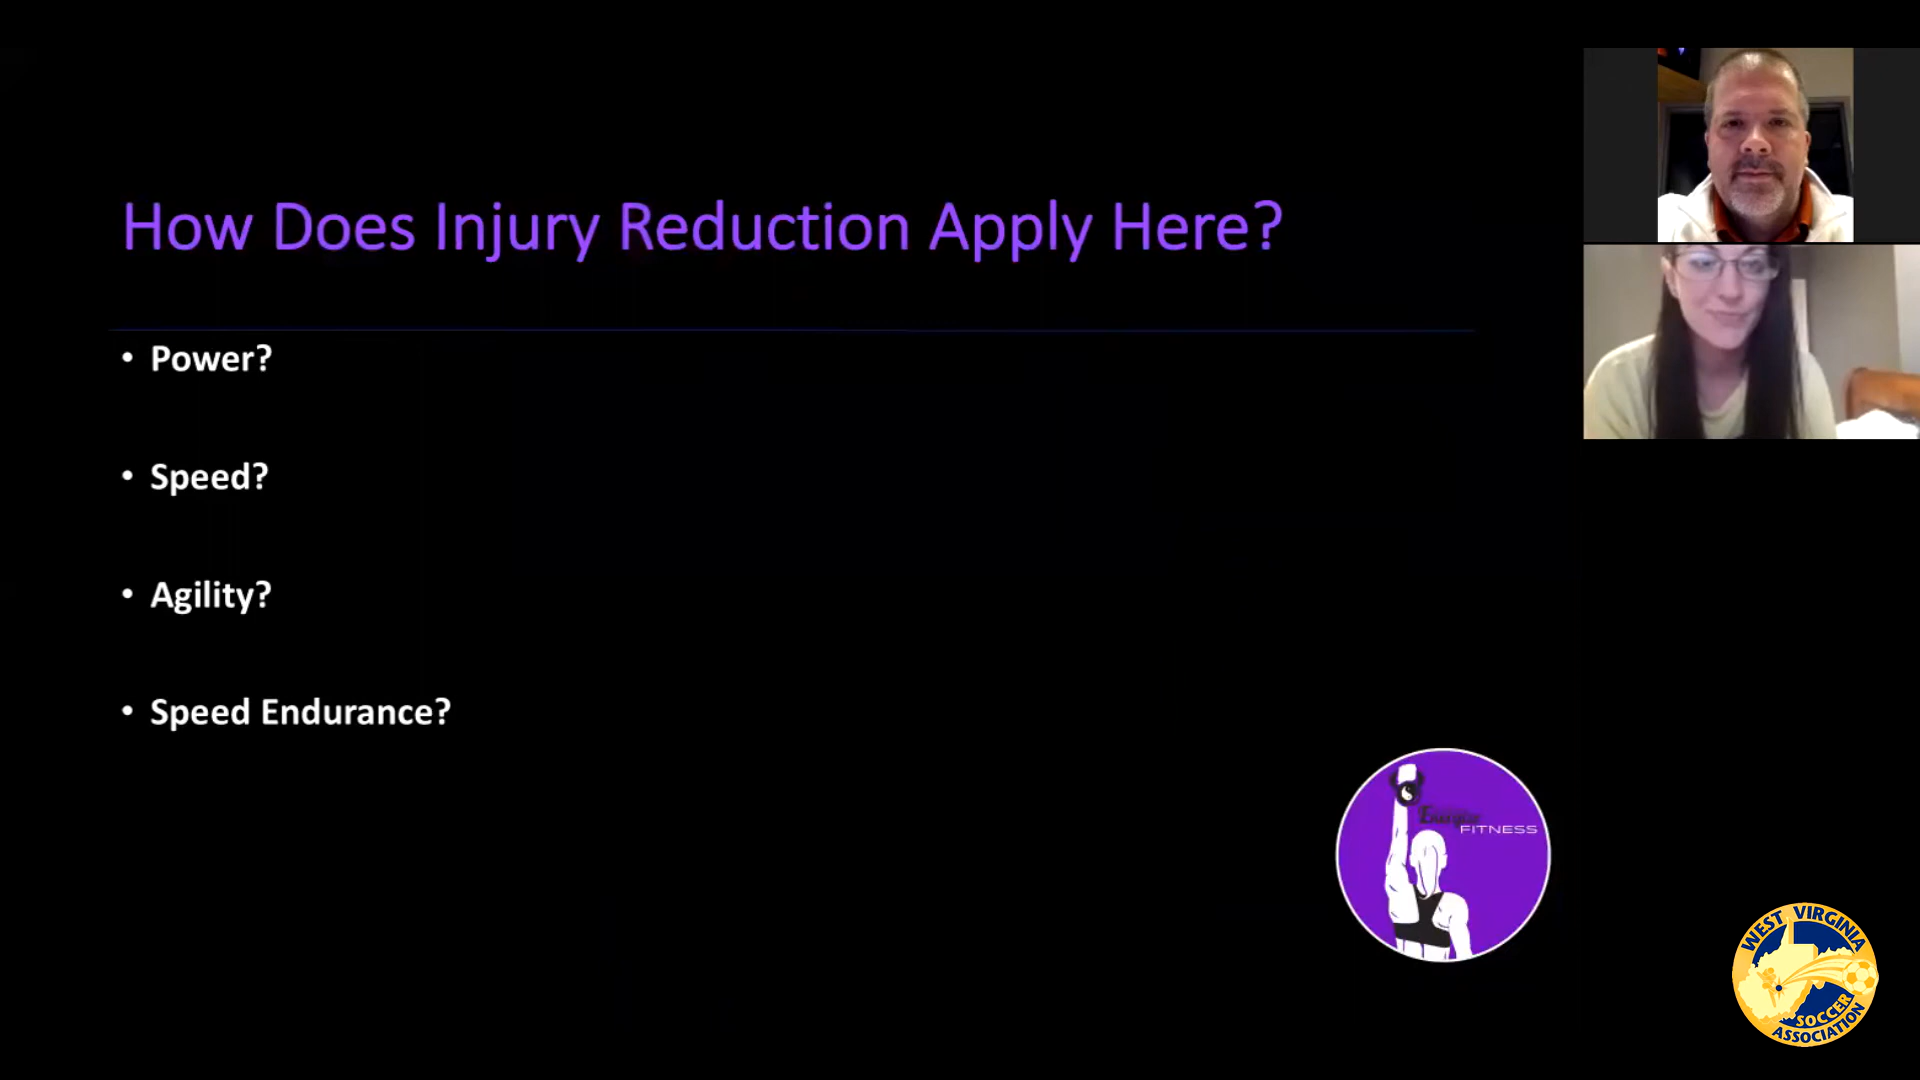 How Does Injury Reduction Apply Here?
• Power?
• Speed?
• Agility?
• Speed Endurance?
FITNESS
WEST VIRGINIA
SOCCER
ASSOCIATION